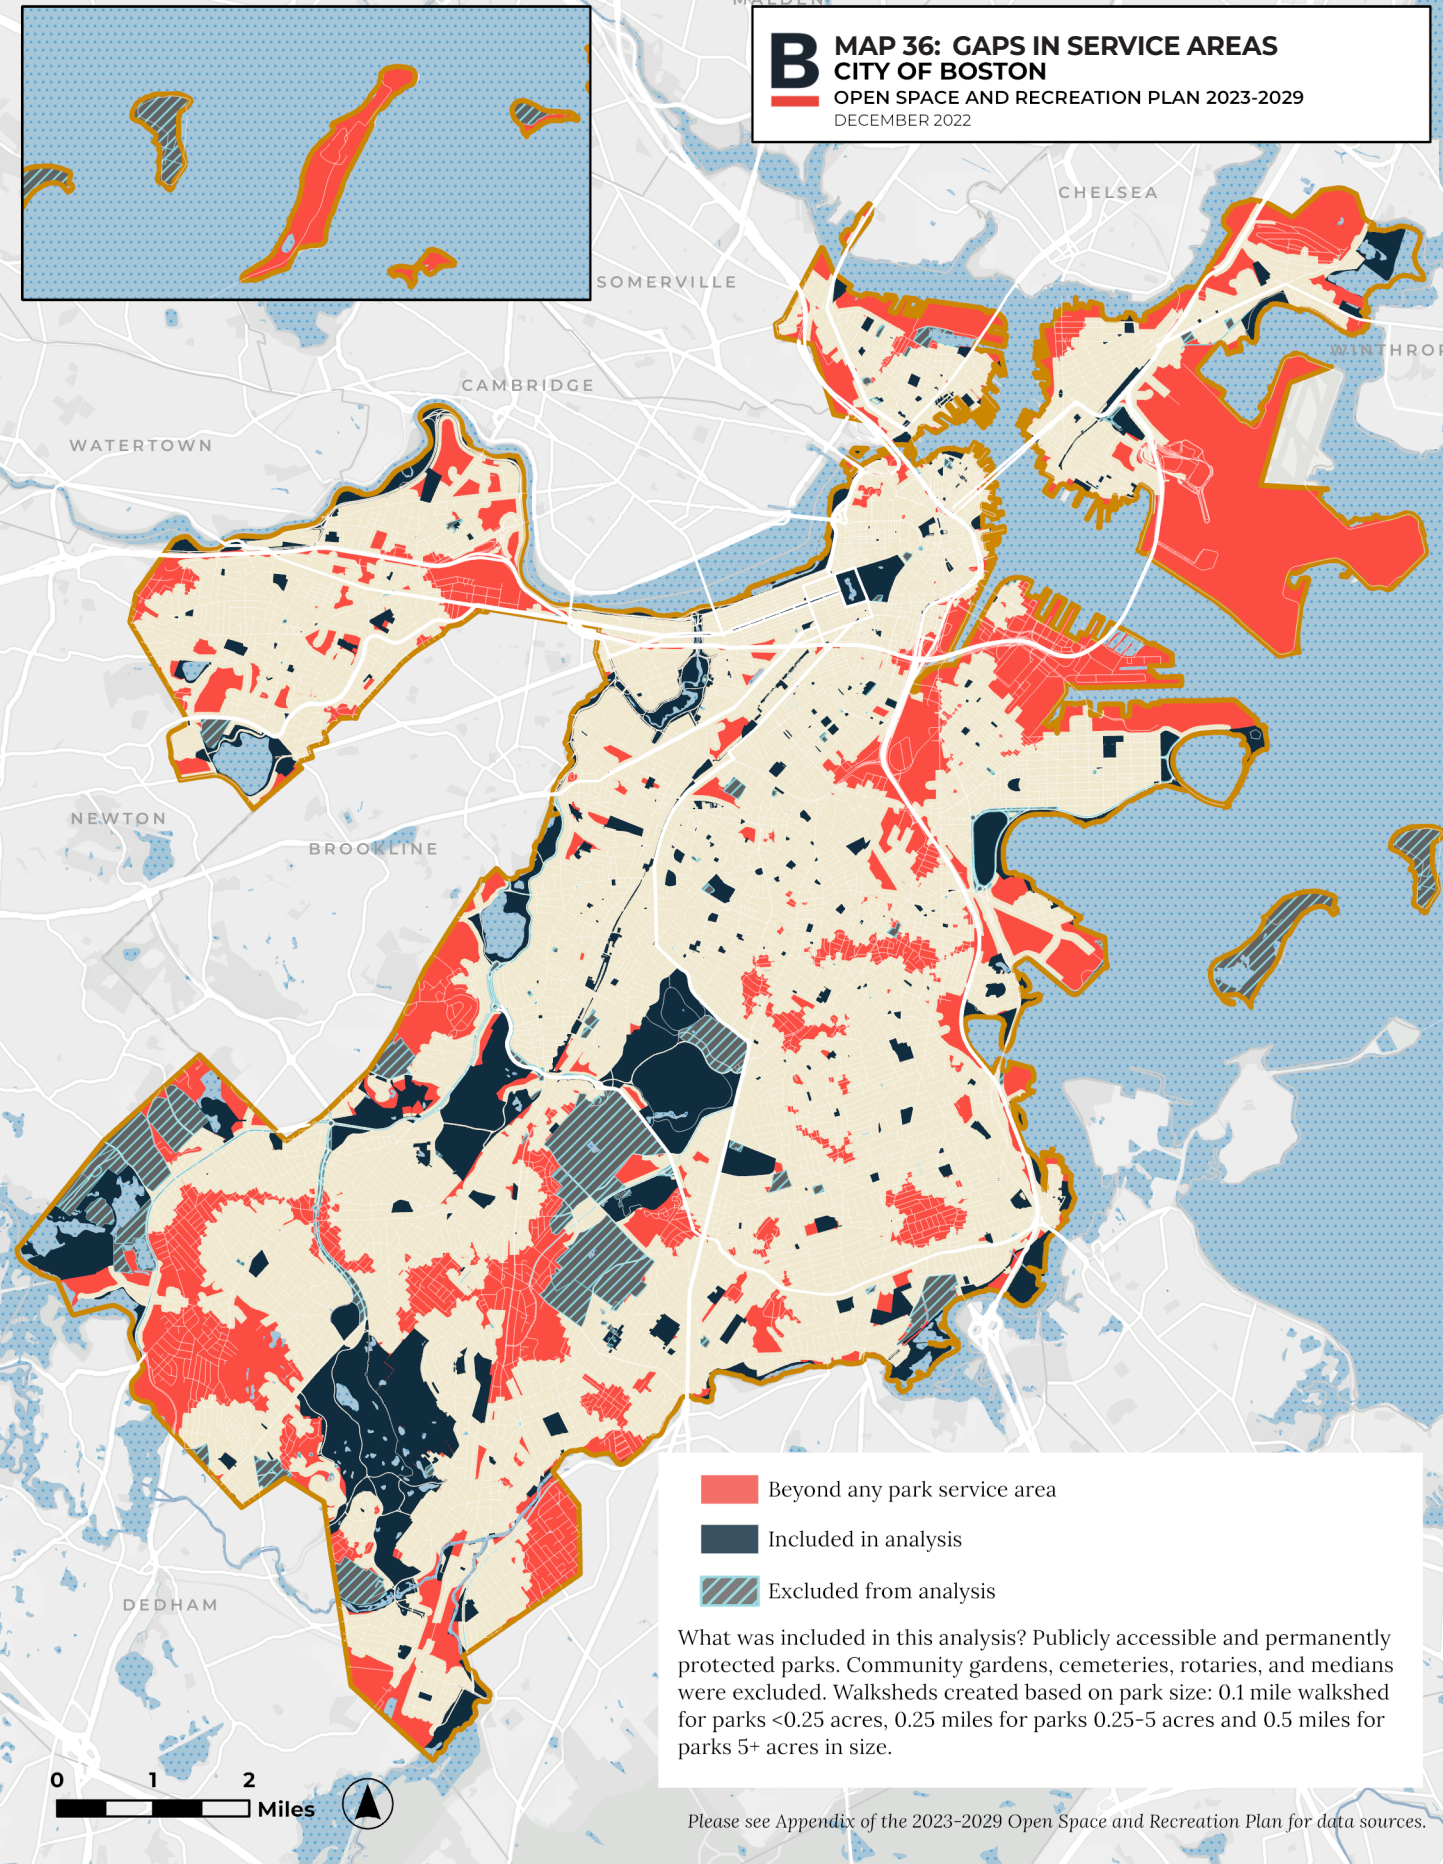 MALDEN
B
MAP 36: GAPS IN SERVICE AREAS
CITY OF BOSTON
OPEN SPACE AND RECREATION PLAN 2023-2029
DECEMBER 2022
CHELSEA
SOMERVILLE
WINTHROP
CAMBRIDGE
WATERTOWN
NEWTON
BROOKLINE
DEDHAM
Beyond any park service area
Included in analysis
Excluded from analysis
What was included in this analysis? Publicly accessible and permanently
protected parks. Community gardens, cemeteries, rotaries, and medians
were excluded. Walksheds created based on park size: 0.1 mile walkshed
for parks <0.25 acres, 0.25 miles for parks 0.25-5 acres and 0.5 miles for
parks 5+ acres in size.
0 1 2
Miles
Please see Appendix of the 2023-2029 Open Space and Recreation Plan for data sources.